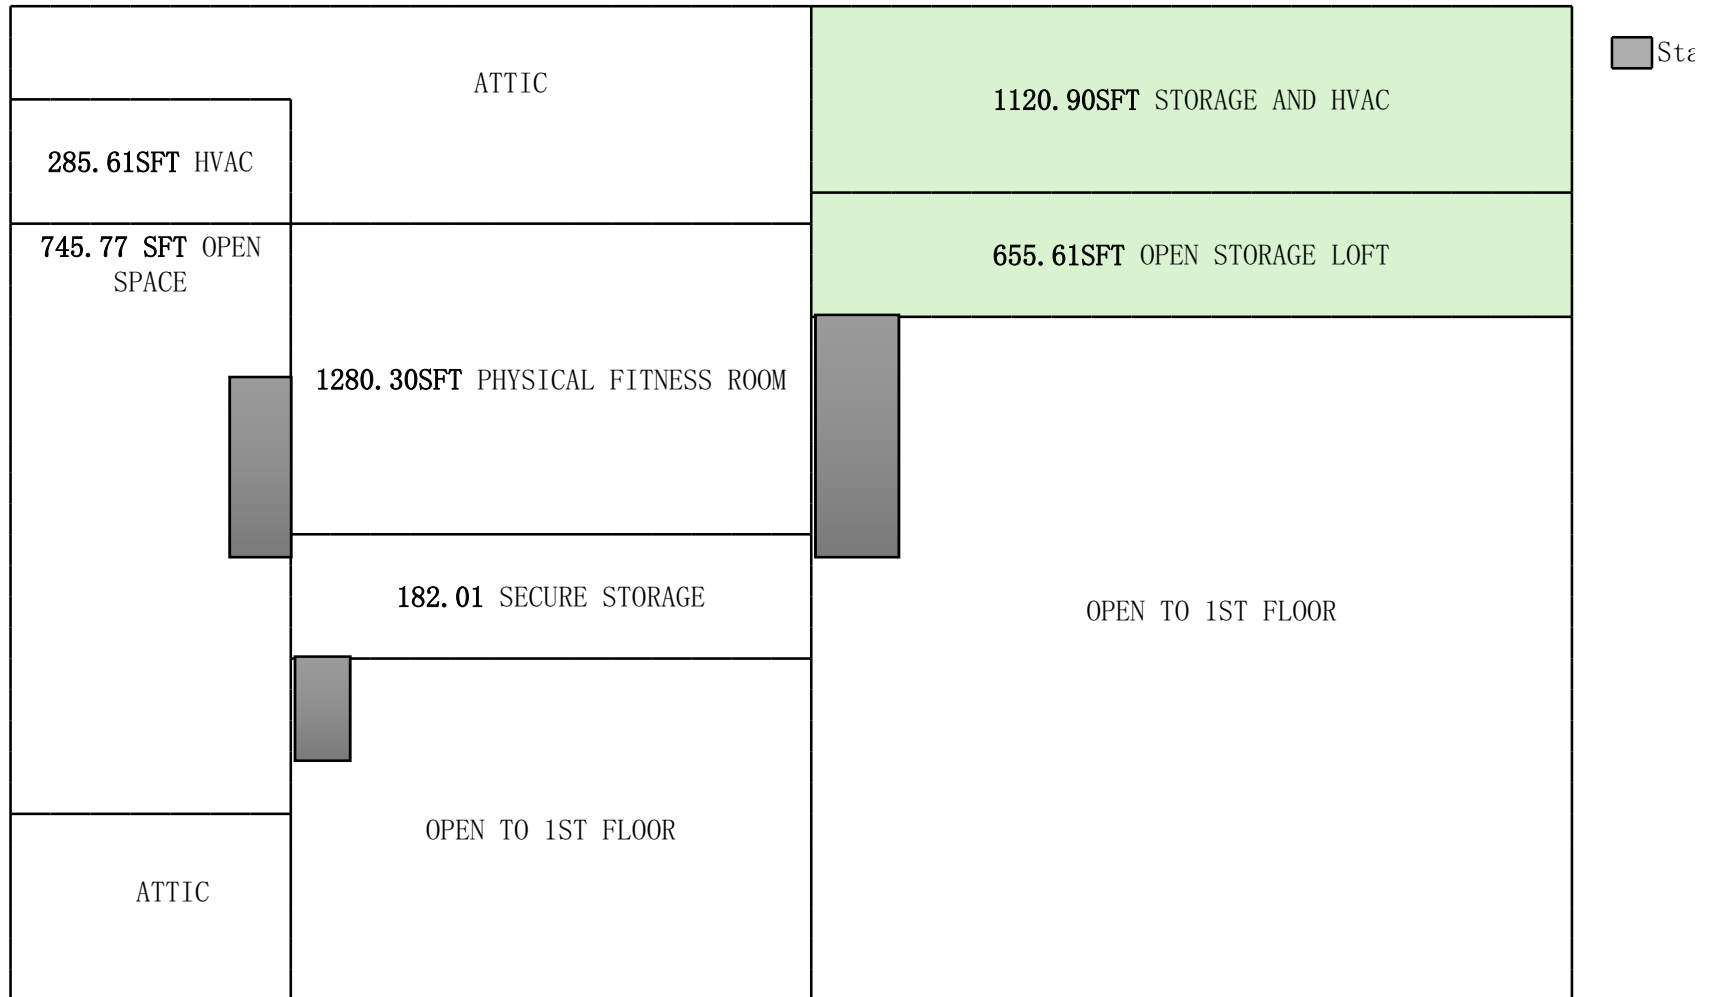 ATTIC
1120.90SFT STORAGE AND HVAC
285.61SFT HVAC
745.77 SFT OPEN
SPACE
655.61SFT OPEN STORAGE LOFT
1280.30SFT PHYSICAL FITNESS ROOM
182.01 SECURE STORAGE
OPEN TO 1ST FLOOR
OPEN TO 1ST FLOOR
ATTIC